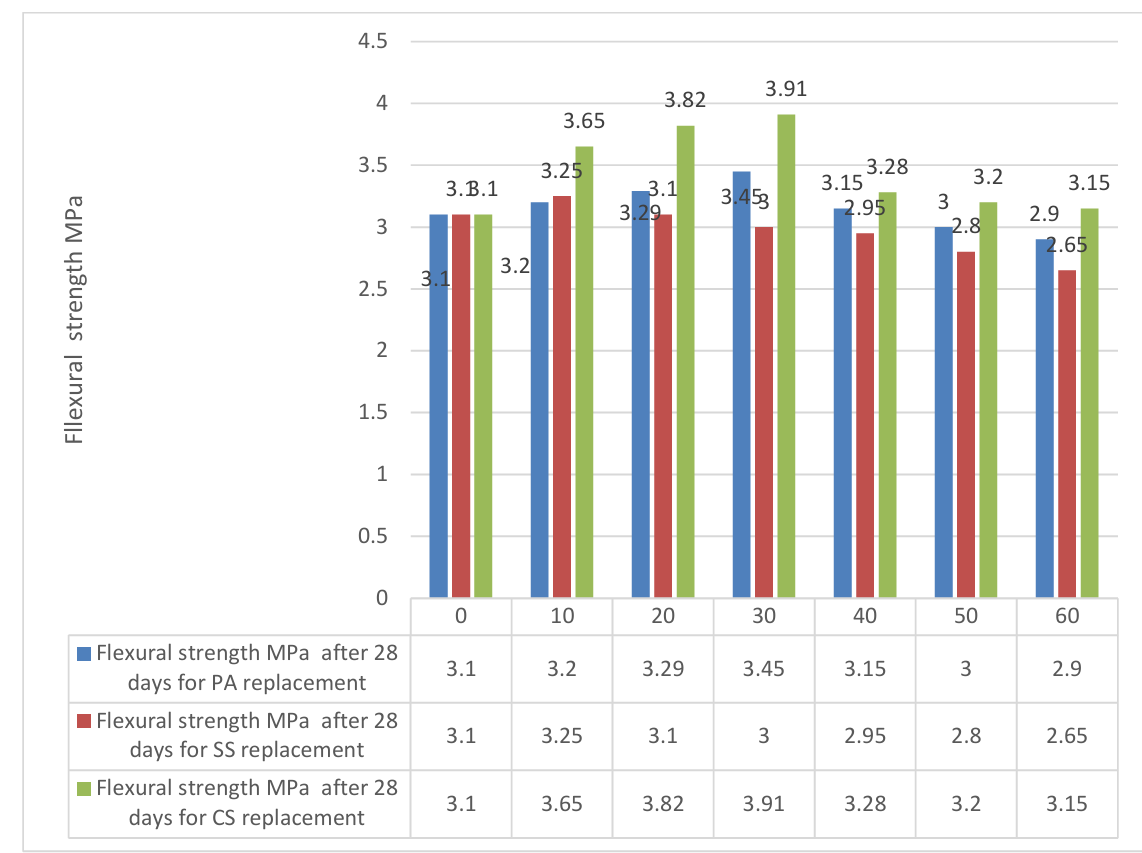 4.5
4
3.5
3
2.5
2
1.5
1
0.5
0
Fllexural strength MPa
3.1
3.1
3.1
3.2
3.25
3.65
3.29
3.1
3.82
3.45
3
3.91
3.15
2.95
3.28
3
2.8
3.2
2.9
2.65
3.15
0 10 20 30 40 50 60
Flexural strength MPa after 28
days for PA replacement
3.1 3.2 3.29 3.45 3.15 3 2.9
Flexural strength MPa after 28
days for SS replacement
3.1 3.25 3.1 3 2.95 2.8 2.65
Flexural strength MPa after 28
days for CS replacement
3.1 3.65 3.82 3.91 3.28 3.2 3.15